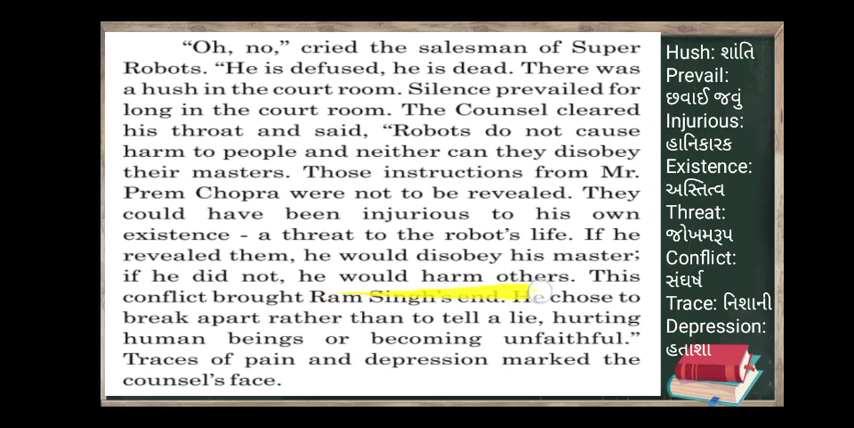 “Oh, no,” cried the salesman of Super
Robots. “He is defused, he is dead. There was
a hush in the court room. Silence prevailed for
long in the court room. The Counsel cleared
his throat and said, “Robots do not cause
harm to people and neither can they disobey
their masters. Those instructions from Mr.
Prem Chopra were not to be revealed. They
could have been injurious to his own
existence - a threat to the robot’s life. If he
revealed them, he would disobey his master;
if he did not, he would harm others. This
conflict brought Ram Singh’s end. He chose to
break apart rather than to tell a lie, hurting
human beings or becoming unfaithful.”
Traces of pain and depression marked the
counsel’s face.
Hush: શાંતિ
Prevail:
છવાઈ જવું
Injurious:
હાનિકારક
Existence:
અસ્તિત્વ
Threat:
જોખમરૂપ
Conflict:
સંઘર્ષ
Trace: નિશાની
Depression:
હતાશા